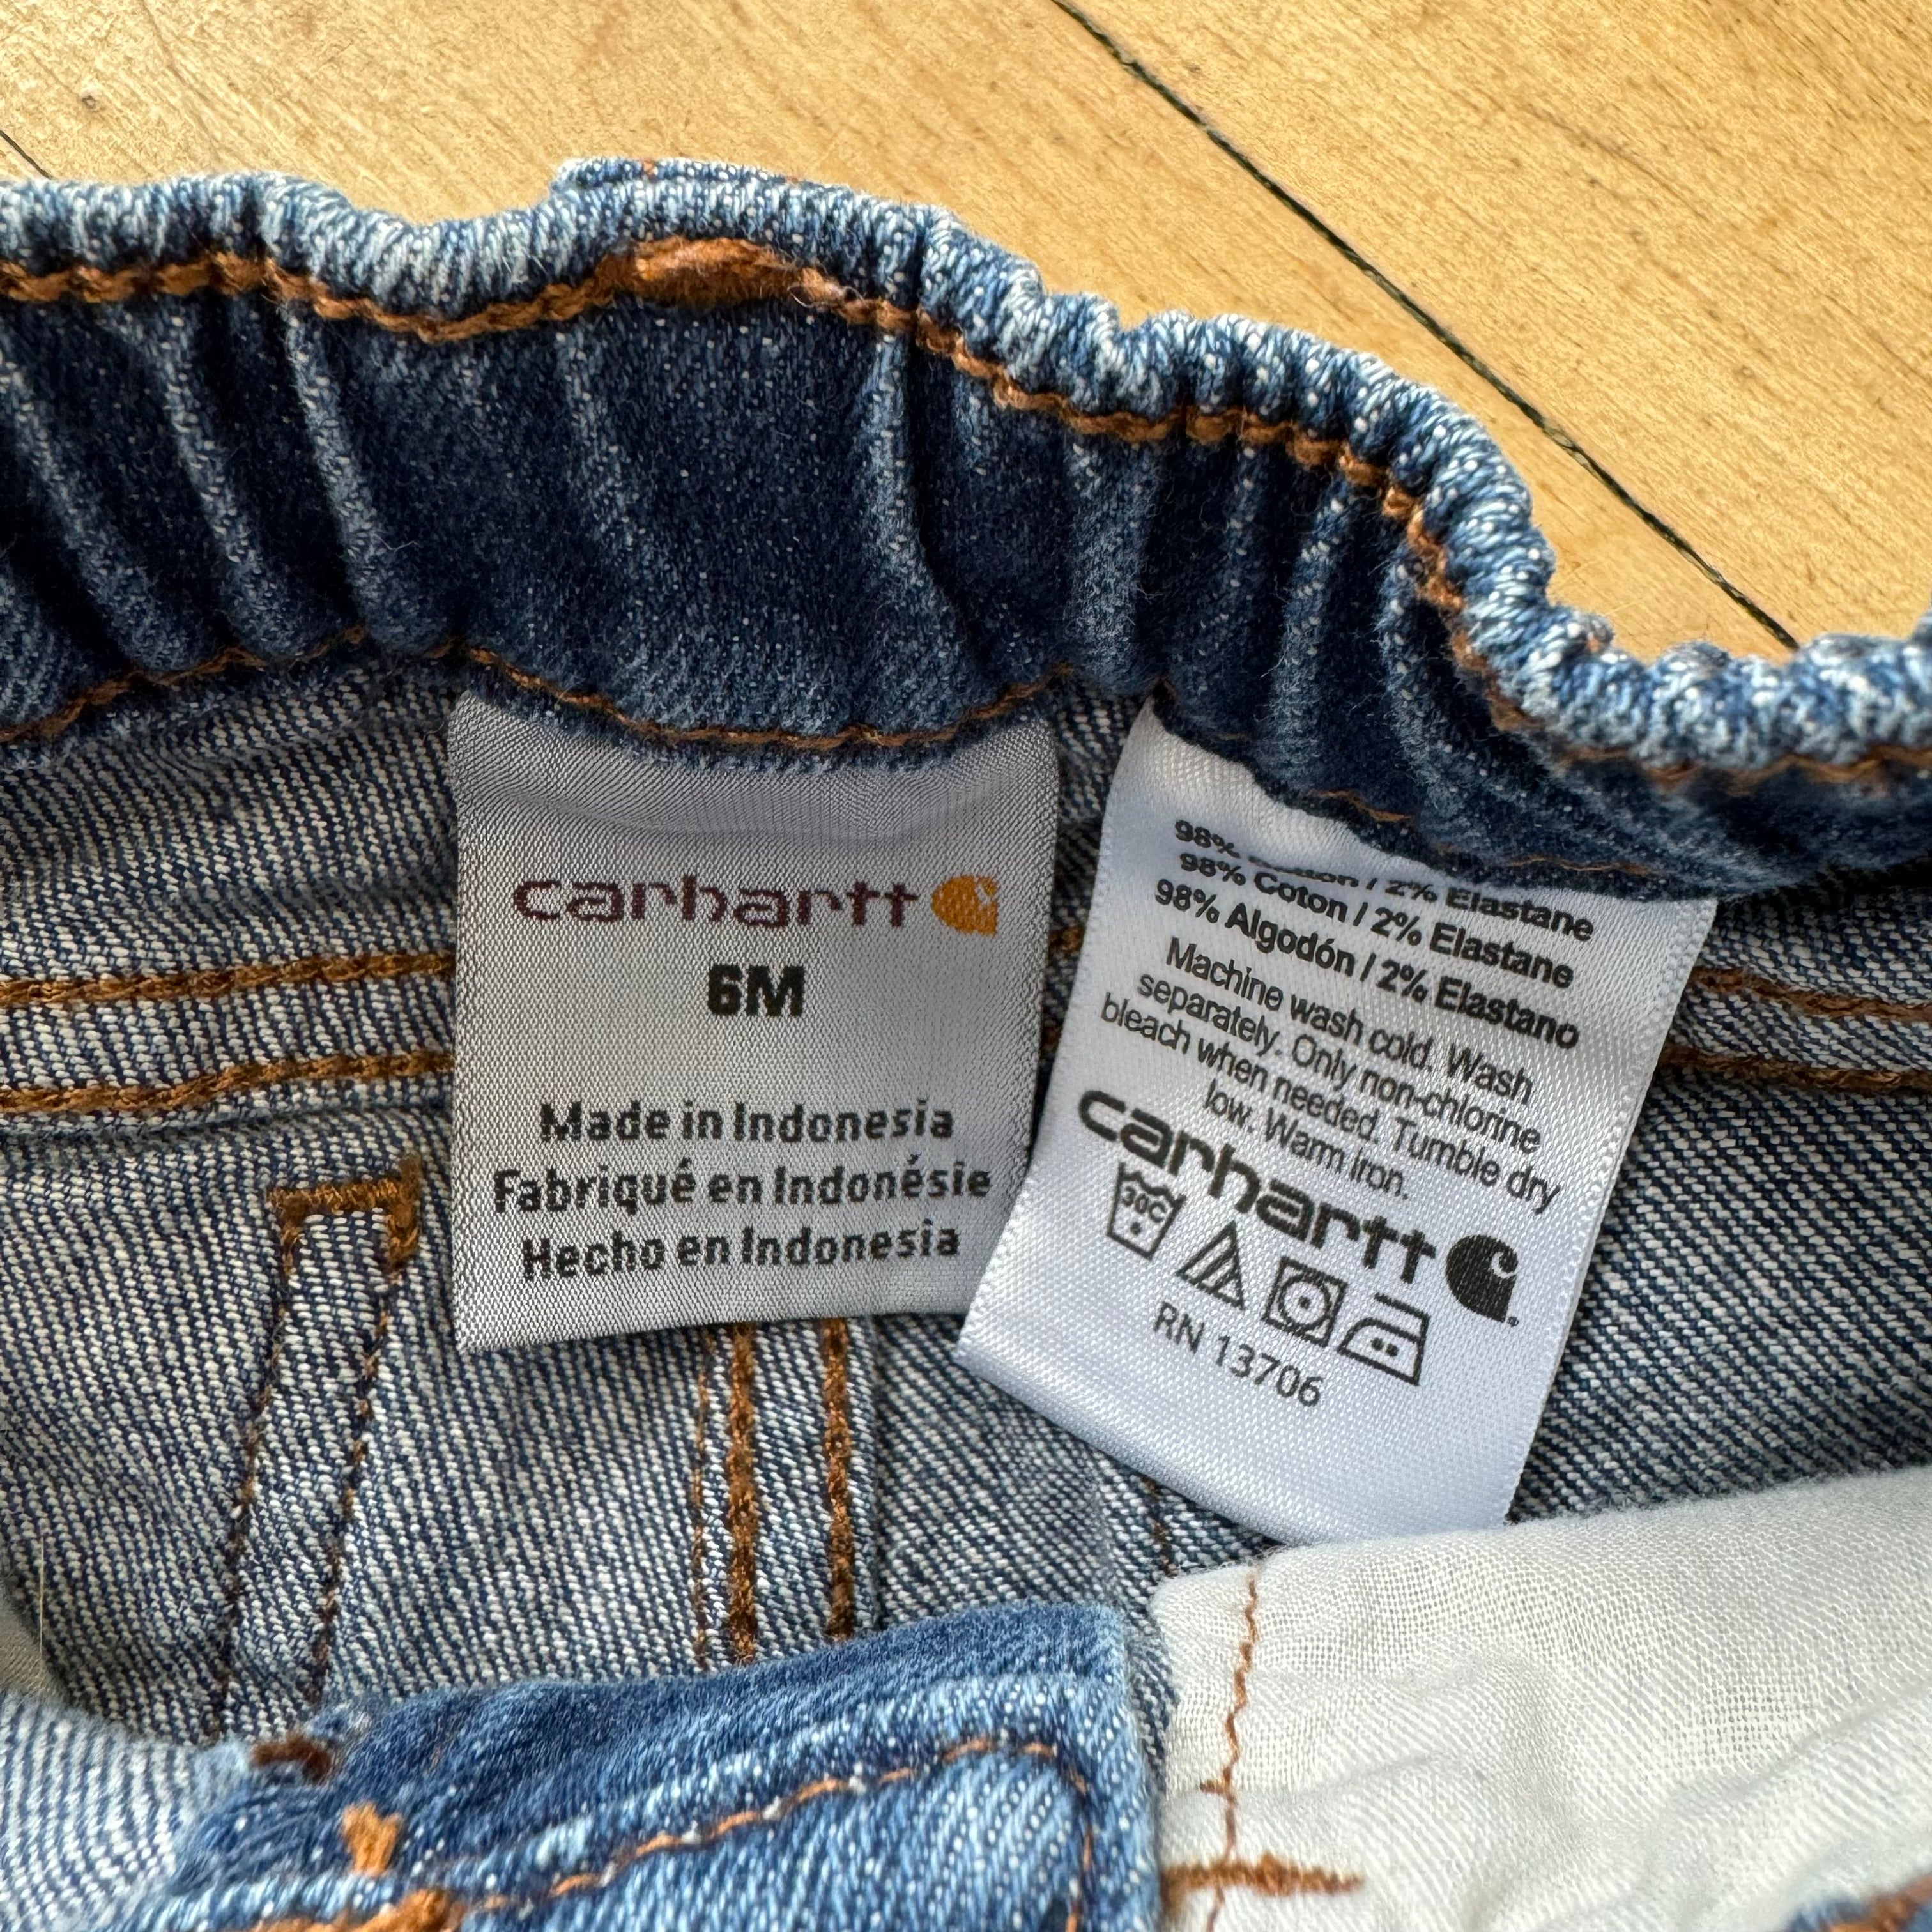 carhartt
6M
Made in Indonesia
Fabriqué en Indonésie
Hecho en Indonesia
98% / 2% Elastane
98% Coton / 2% Elastane
98% Algodón / 2% Elastano
Machine wash cold. Wash
separately. Only non-chlorine
bleach when needed. Tumble dry
low. Warm iron.
carhartt
30C
RN 13706